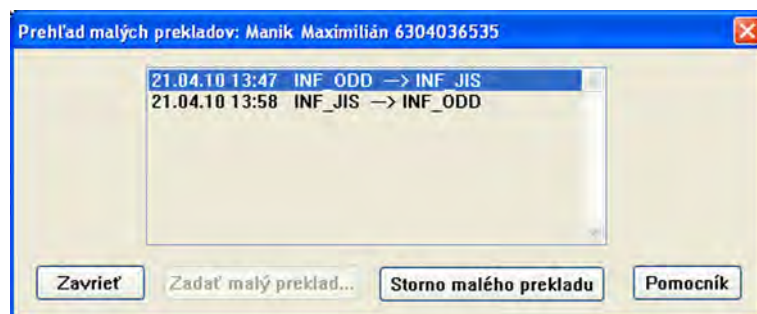 Prehľad malých prekladov: Manik Maximilián 6304036535
21.04.10 13:47 INF_ODD —> INF_JIS
21.04.10 13:58 INF_JIS —> INF_ODD
Zavrieť Zadať malý preklad... Storno malého prekladu Pomocník